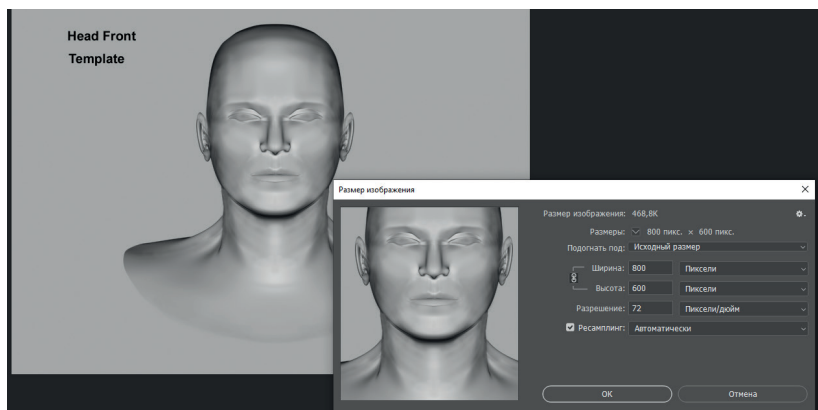 Head Front
Template
Размер изображения
Размер изображения: 468,8K
Размеры: 800 пикс. × 600 пикс.
Подогнать под: Исходный размер
Ширина: 800 Пиксели
Высота: 600 Пиксели
Разрешение: 72 Пиксели/дюйм
Ресамплинг: Автоматически
ОК Отмена